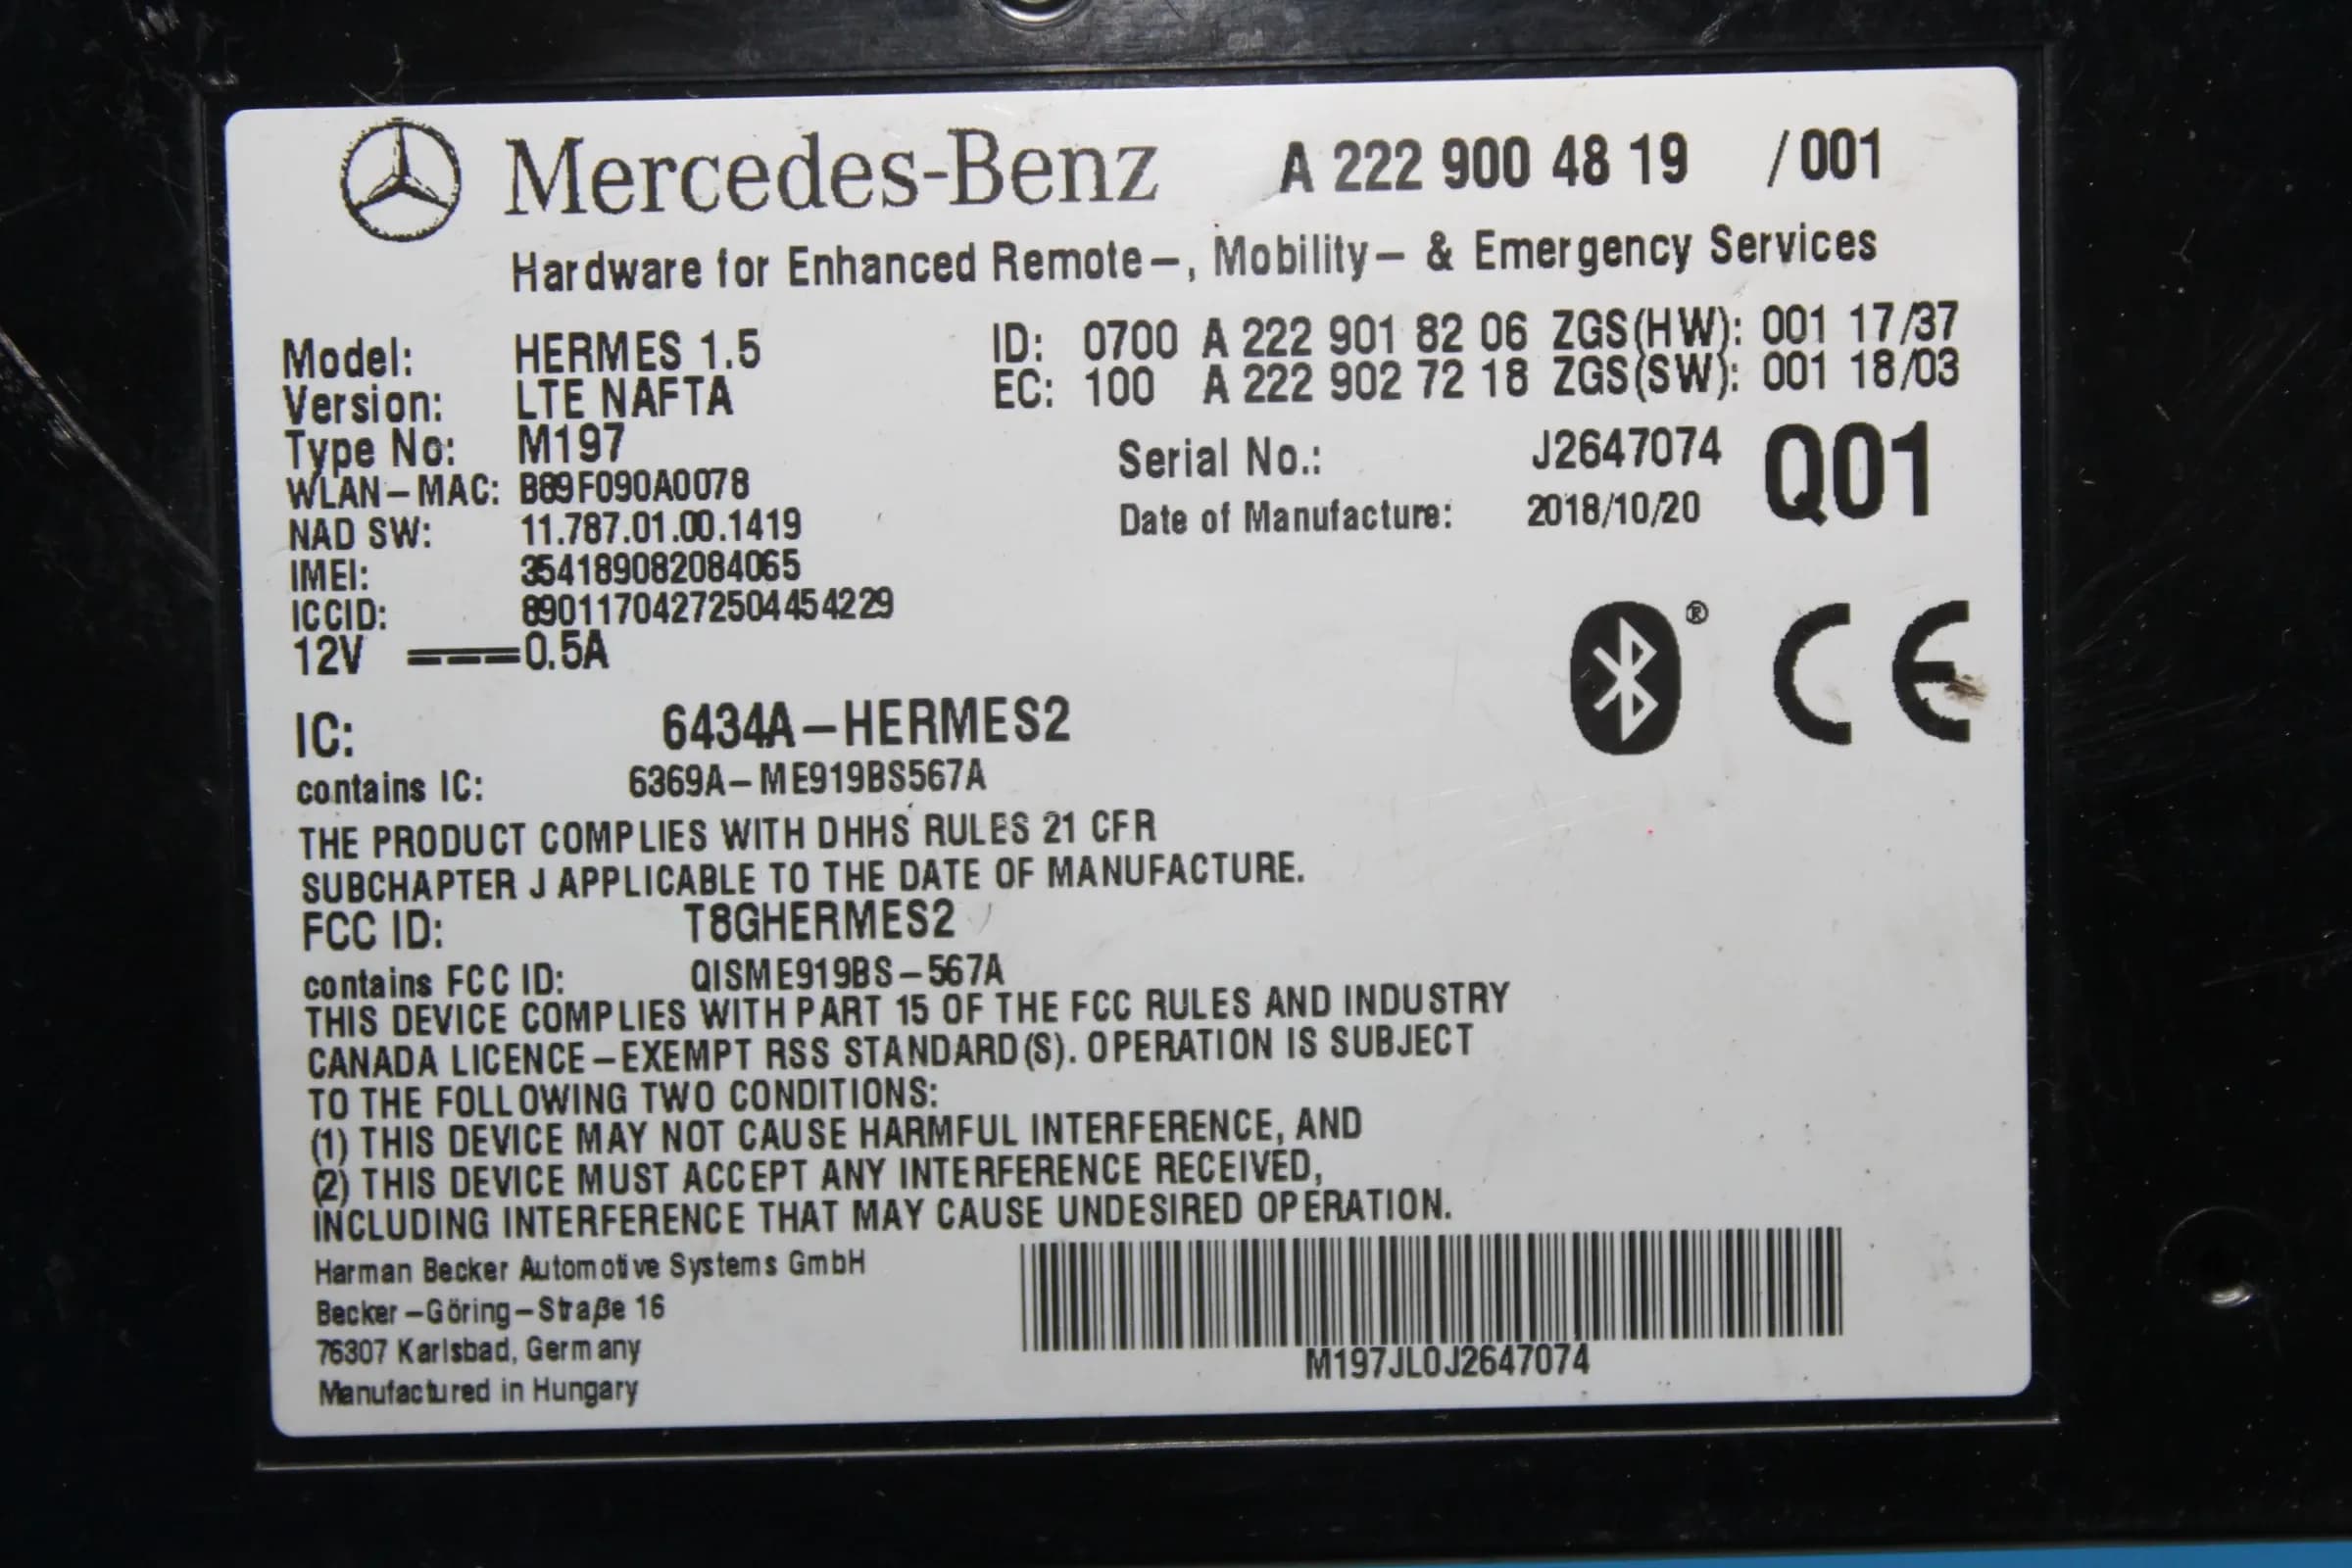 Mercedes-Benz A 222 900 48 19 /001
Hardware for Enhanced Remote-, Mobility- & Emergency Services
Model: HERMES 1.5 ID: 0700 A 222 901 82 06 ZGS(HW): 001 17/37
Version: LTE NAFTA EC: 100 A 222 902 72 18 ZGS(SW): 001 18/03
Type No: M197 Serial No.: J2647074 Q01
WLAN-MAC: B89F090A0078
NAD SW: 11.787.01.00.1419 Date of Manufacture: 2018/10/20
IMEI: 354189082084065
ICCID: 89011704272504454229
12V 0.5A
®
CE
IC: 6434A-HERMES2
contains IC: 6369A-ME919BS567A
THE PRODUCT COMPLIES WITH DHHS RULES 21 CFR
SUBCHAPTER J APPLICABLE TO THE DATE OF MANUFACTURE.
FCC ID: T8GHERMES2
contains FCC ID: QISME919BS-567A
THIS DEVICE COMPLIES WITH PART 15 OF THE FCC RULES AND INDUSTRY
CANADA LICENCE-EXEMPT RSS STANDARD(S). OPERATION IS SUBJECT
TO THE FOLLOWING TWO CONDITIONS:
(1) THIS DEVICE MAY NOT CAUSE HARMFUL INTERFERENCE, AND
(2) THIS DEVICE MUST ACCEPT ANY INTERFERENCE RECEIVED,
INCLUDING INTERFERENCE THAT MAY CAUSE UNDESIRED OPERATION.
Harman Becker Automotive Systems GmbH
Becker-Göring-Straße 16
76307 Karlsbad, Germany
Manufactured in Hungary
M197JL0J2647074